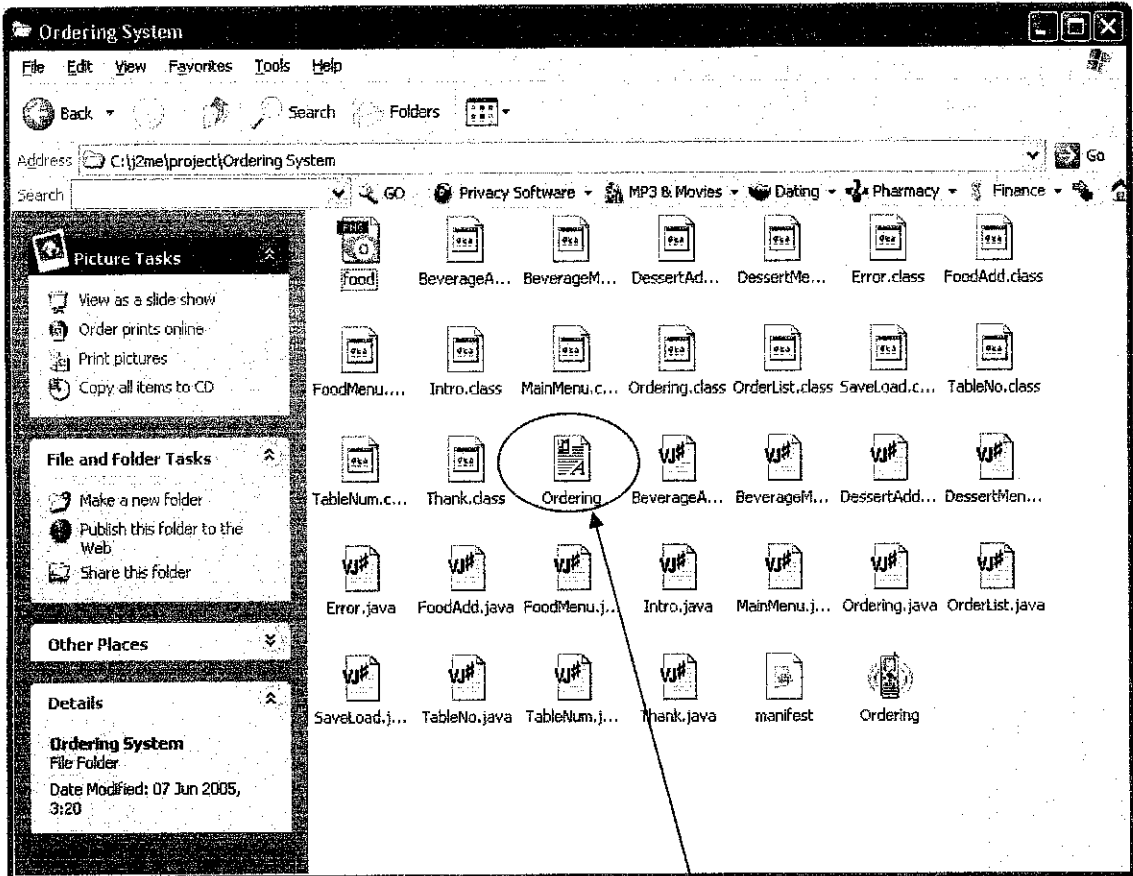 Ordering System
File Edit View Favorites Tools Help
Back Search Folders
Address C:\j2me\project\Ordering System Go
Search GO Privacy Software MP3 & Movies Dating Pharmacy Finance
Picture Tasks
View as a slide show
Order prints online
Print pictures
Copy all items to CD
File and Folder Tasks
Make a new folder
Publish this folder to the
Web
Share this folder
Other Places
Details
Ordering System
File Folder
Date Modified: 07 Jun 2005,
3:20
PNG
food BeverageA... BeverageM... DessertAd... DessertMe... Error.class FoodAdd.class
FoodMenu.... Intro.class MainMenu.c... Ordering.class OrderList.class SaveLoad.c... TableNo.class
TableNum.c... Thank.class Ordering BeverageA... BeverageM... DessertAdd... DessertMen...
Error.java FoodAdd.java FoodMenu.j... Intro.java MainMenu.j... Ordering.java OrderList.java
SaveLoad.j... TableNo.java TableNum.j... Thank.java manifest Ordering